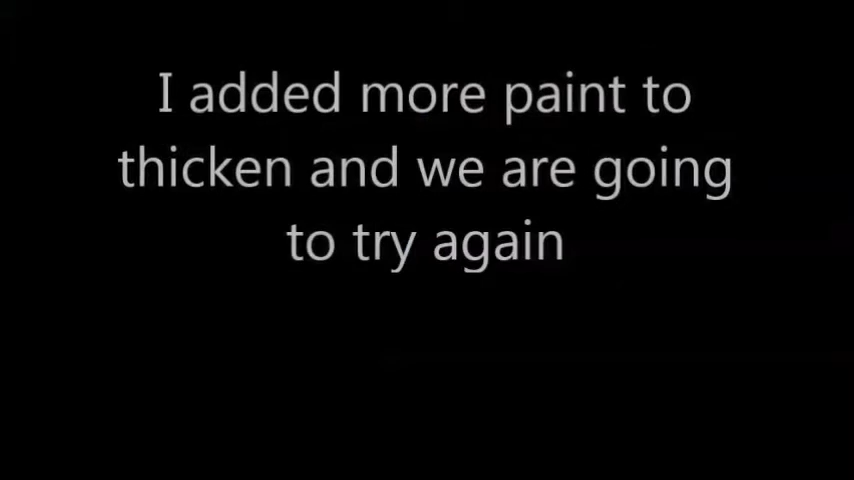 I added more paint to
thicken and we are going
to try again